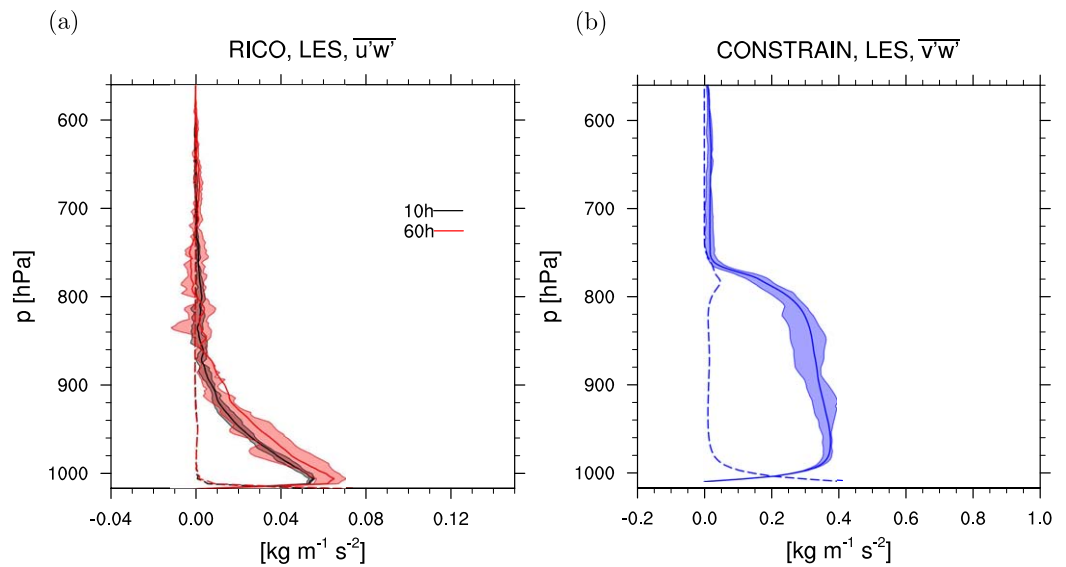 (a)
RICO, LES, u'w'
600
700
800
900
1000
p [hPa]
10h
60h
-0.04
0.00
0.04
0.08
0.12
[kg m⁻¹ s⁻²]
(b)
CONSTRAIN, LES, v'w'
600
700
800
900
1000
p [hPa]
-0.2
0.0
0.2
0.4
0.6
0.8
1.0
[kg m⁻¹ s⁻²]